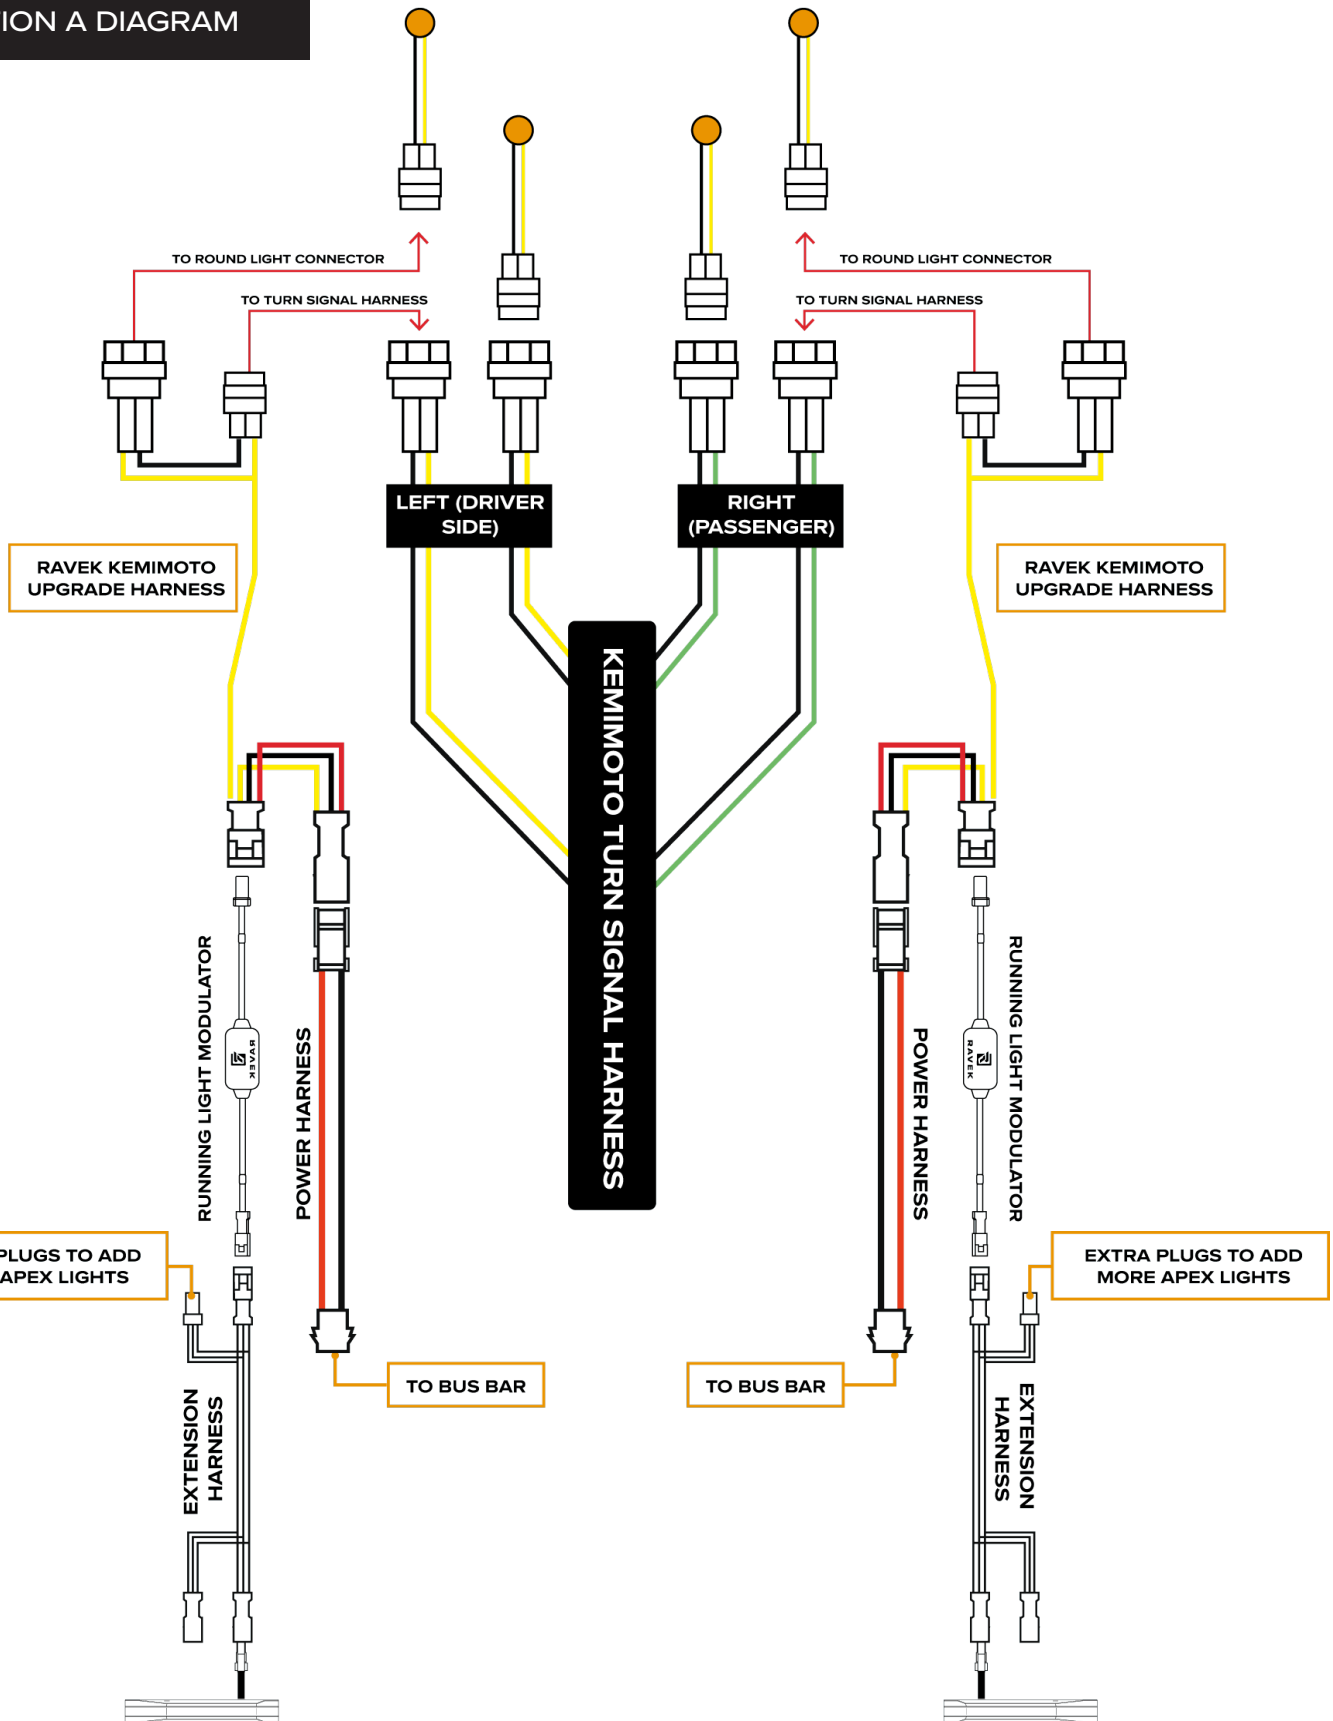 TION A DIAGRAM
TO ROUND LIGHT CONNECTOR
TO ROUND LIGHT CONNECTOR
TO TURN SIGNAL HARNESS
TO TURN SIGNAL HARNESS
LEFT (DRIVER
SIDE)
RIGHT
(PASSENGER)
RAVEK KEMIMOTO
UPGRADE HARNESS
RAVEK KEMIMOTO
UPGRADE HARNESS
KEMIMOTO TURN SIGNAL HARNESS
RUNNING LIGHT MODULATOR
RAVEK
POWER HARNESS
POWER HARNESS
RAVEK
RUNNING LIGHT MODULATOR
PLUGS TO ADD
APEX LIGHTS
EXTRA PLUGS TO ADD
MORE APEX LIGHTS
TO BUS BAR
TO BUS BAR
EXTENSION
HARNESS
EXTENSION
HARNESS